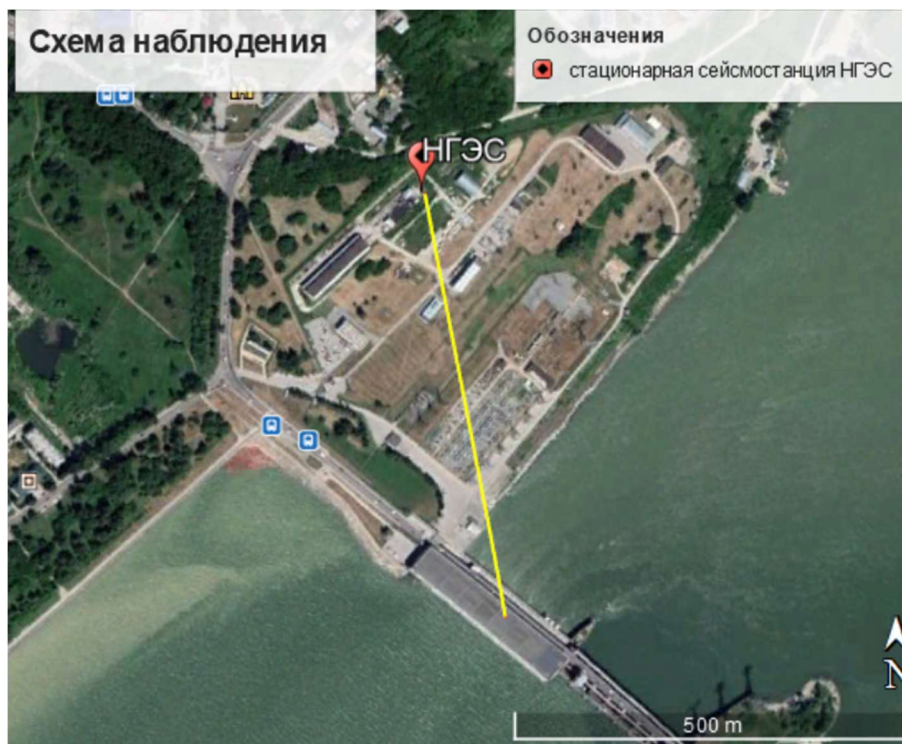 Схема наблюдения
Обозначения
стационарная сейсмостанция НГЭС
НГЭС
500 m
N